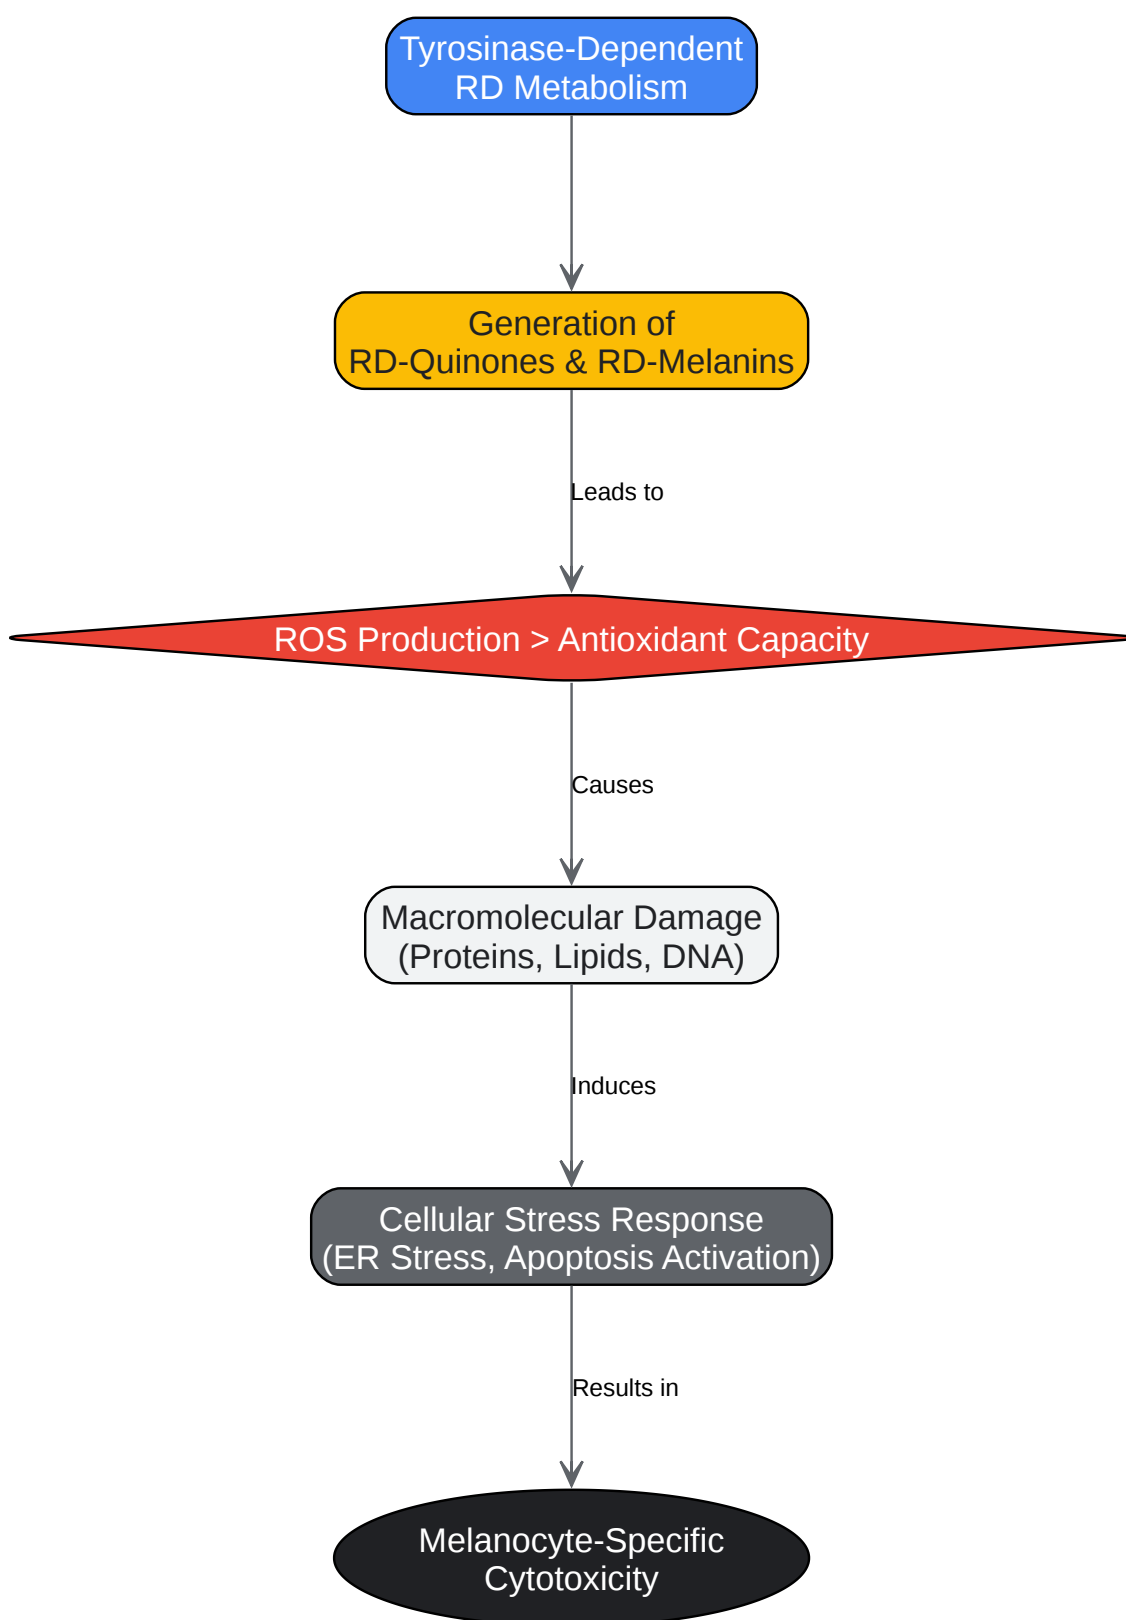 Tyrosinase-Dependent
RD Metabolism
Generation of
RD-Quinones & RD-Melanins
Leads to
ROS Production > Antioxidant Capacity
Causes
Macromolecular Damage
(Proteins, Lipids, DNA)
Induces
Cellular Stress Response
(ER Stress, Apoptosis Activation)
Results in
Melanocyte-Specific
Cytotoxicity